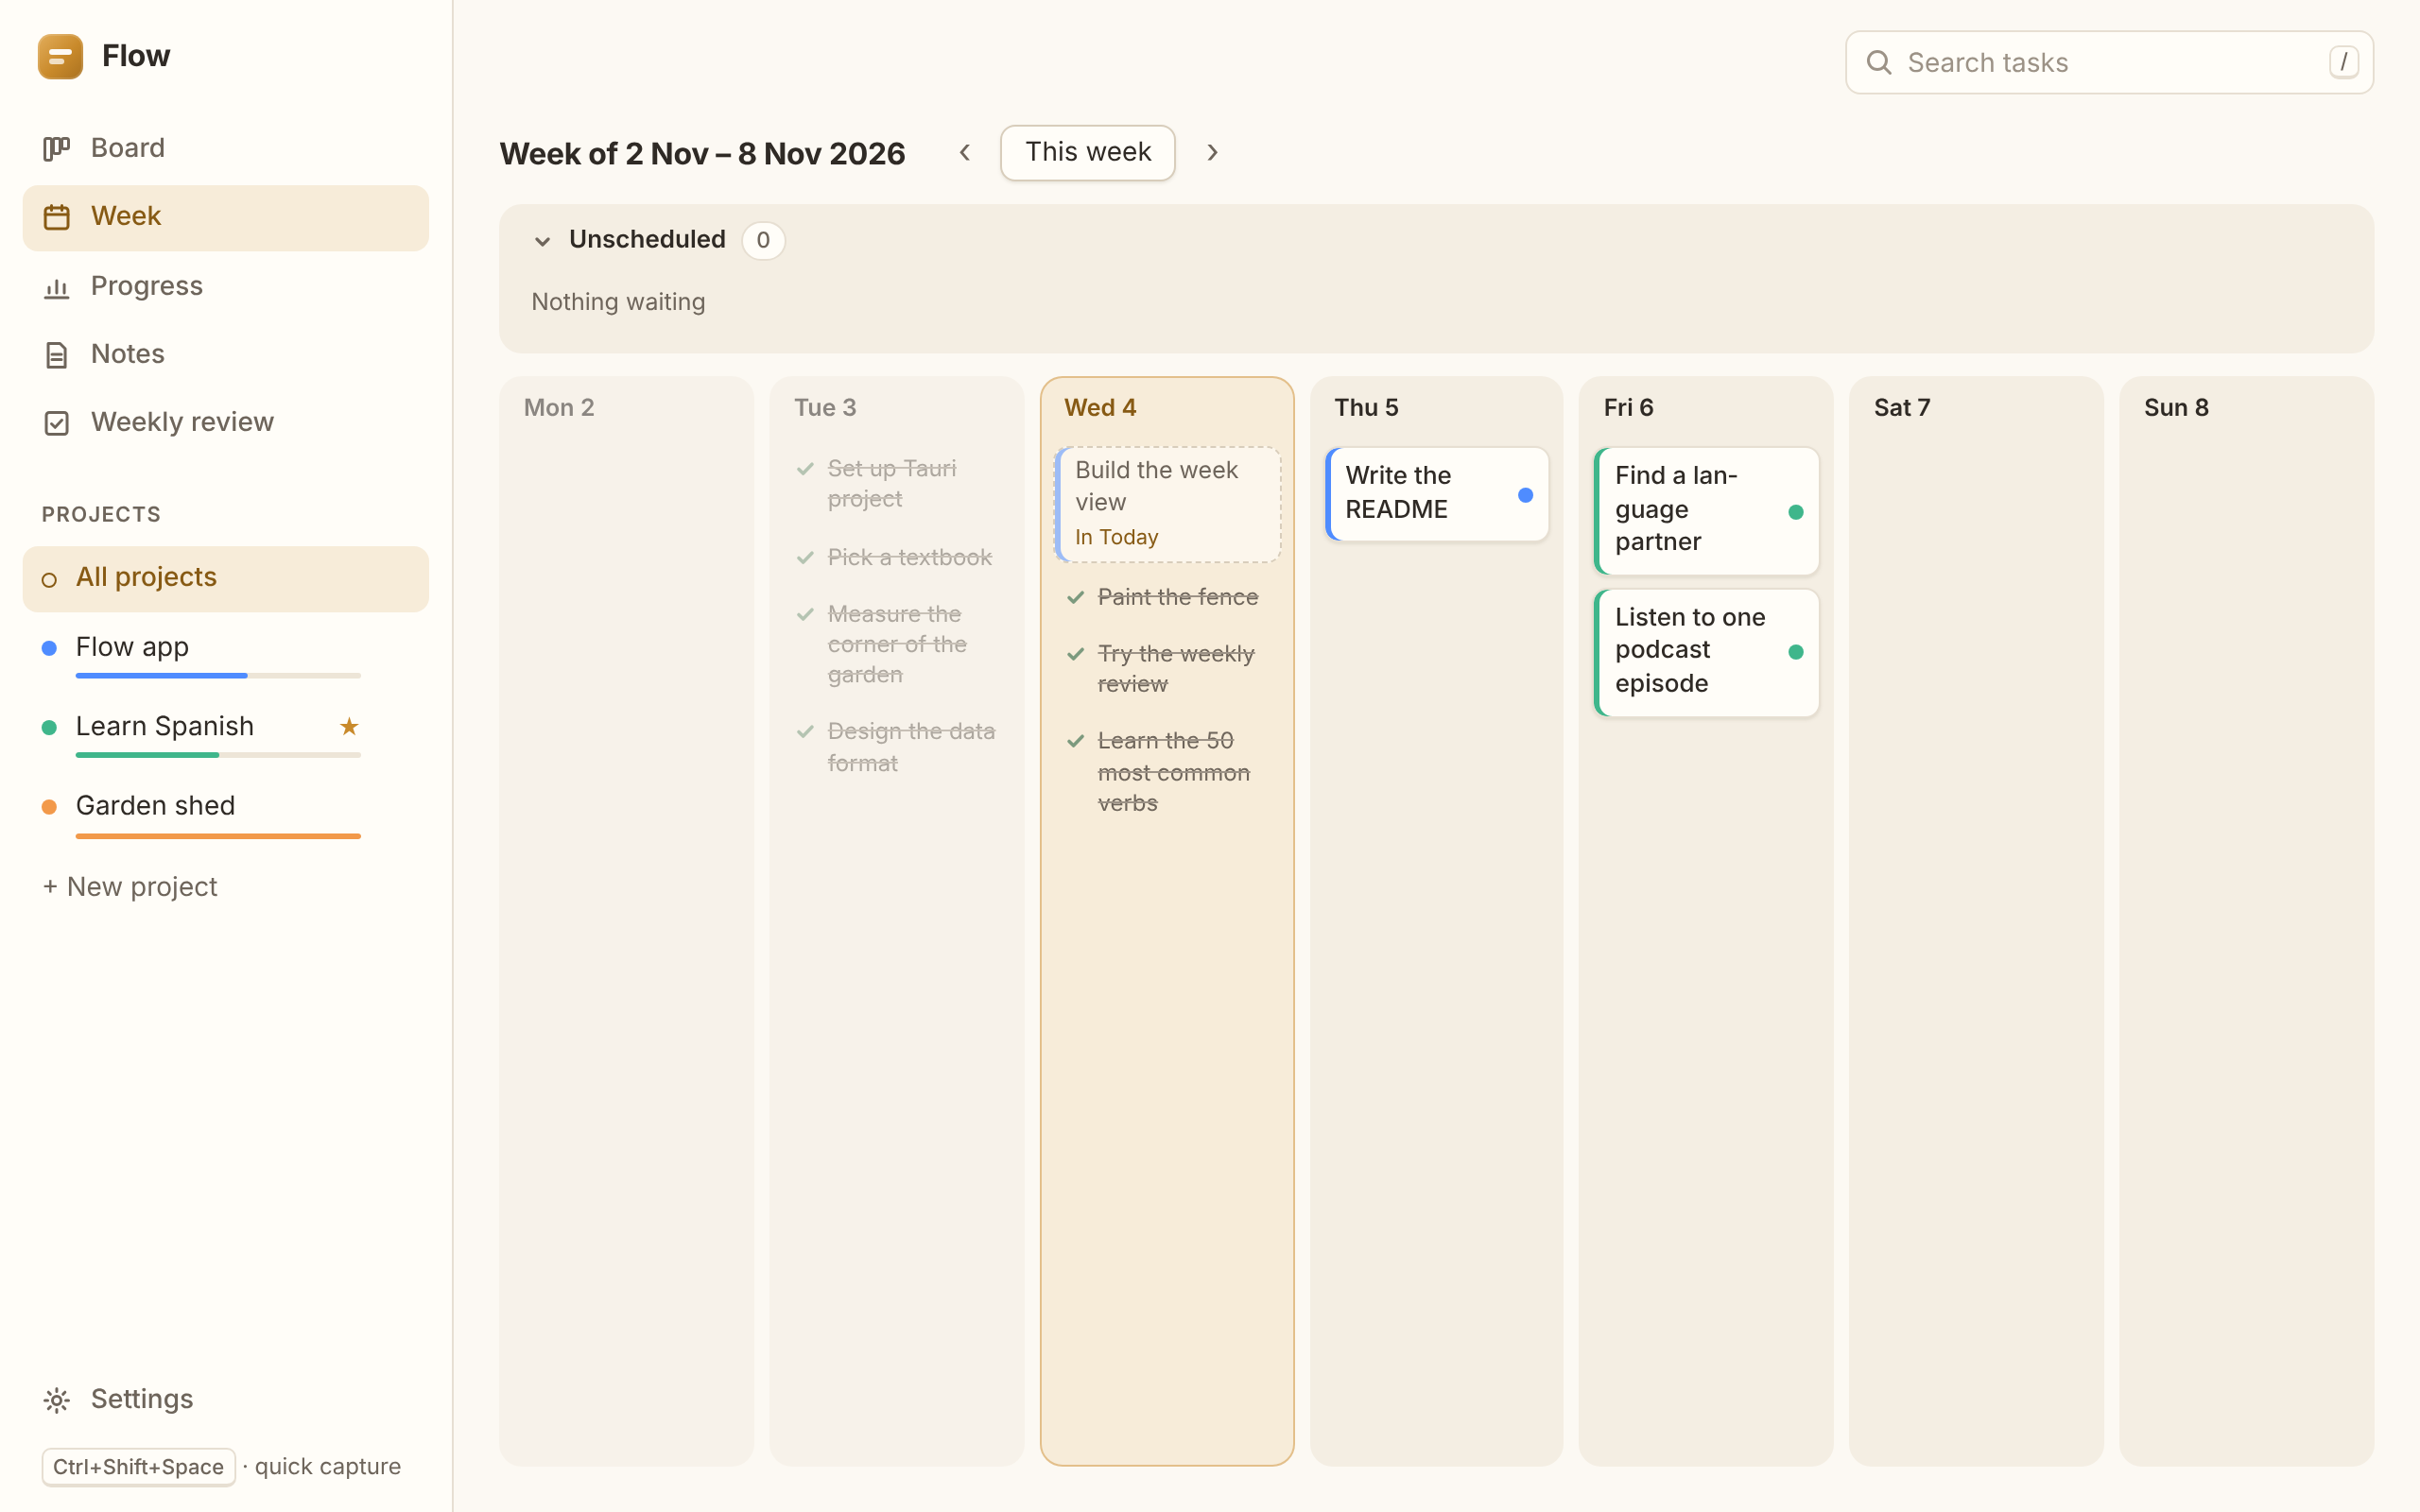 Flow
Board
Week
Progress
Notes
Weekly review
PROJECTS
All projects
Flow app
Learn Spanish
Garden shed
+ New project
Settings
Ctrl+Shift+Space · quick capture
Search tasks /
Week of 2 Nov – 8 Nov 2026
This week
Unscheduled 0
Nothing waiting
Mon 2
Tue 3
Set up Tauri
project
Pick a textbook
Measure the
corner of the
garden
Design the data
format
Wed 4
Build the week
view
In Today
Paint the fence
Try the weekly
review
Learn the 50
most common
verbs
Thu 5
Write the
README
Fri 6
Find a lan-
guage
partner
Listen to one
podcast
episode
Sat 7
Sun 8